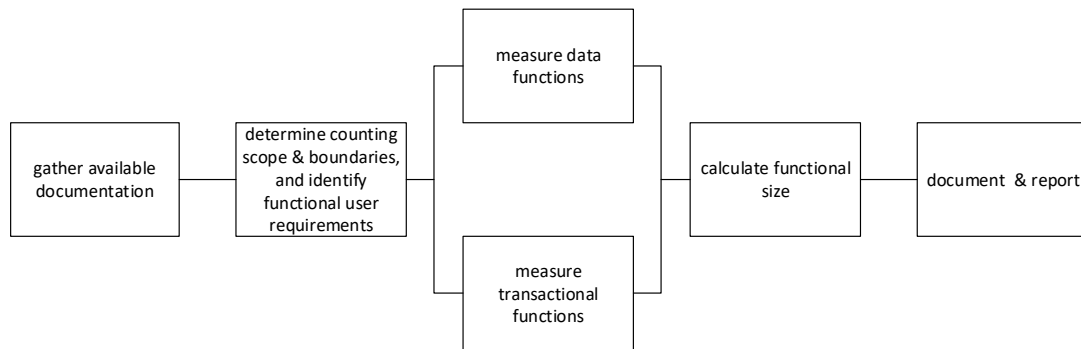 gather available
documentation
determine counting
scope & boundaries,
and identify
functional user
requirements
measure data
functions
measure
transactional
functions
calculate functional
size
document & report